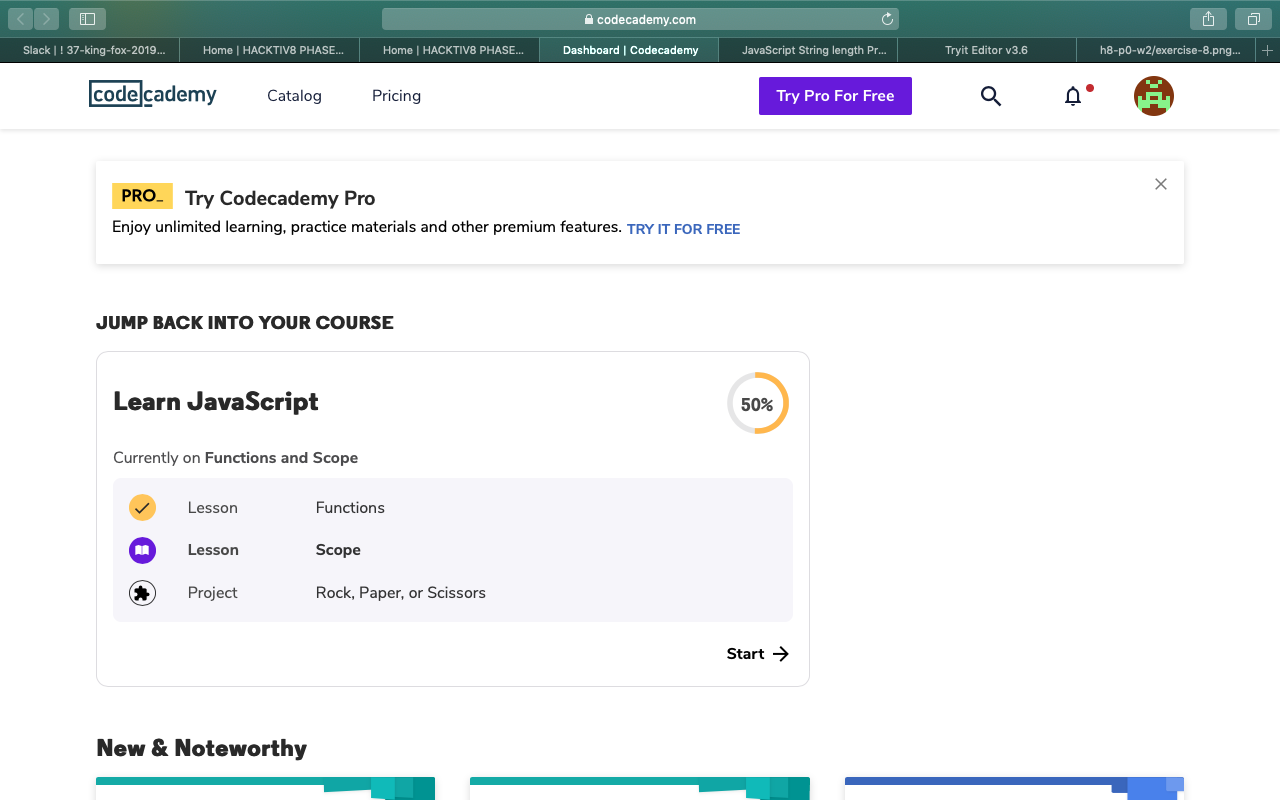 codecademy.com
Slack | ! 37-king-fox-2019...
Home | HACKTIV8 PHASE...
Home | HACKTIV8 PHASE...
Dashboard | Codecademy
JavaScript String length Pr...
Tryit Editor v3.6
h8-p0-w2/exercise-8.png...
codecademy
Catalog
Pricing
Try Pro For Free
PRO_ Try Codecademy Pro
Enjoy unlimited learning, practice materials and other premium features. TRY IT FOR FREE
JUMP BACK INTO YOUR COURSE
Learn JavaScript
50%
Currently on Functions and Scope
Lesson Functions
Lesson Scope
Project Rock, Paper, or Scissors
Start
New & Noteworthy